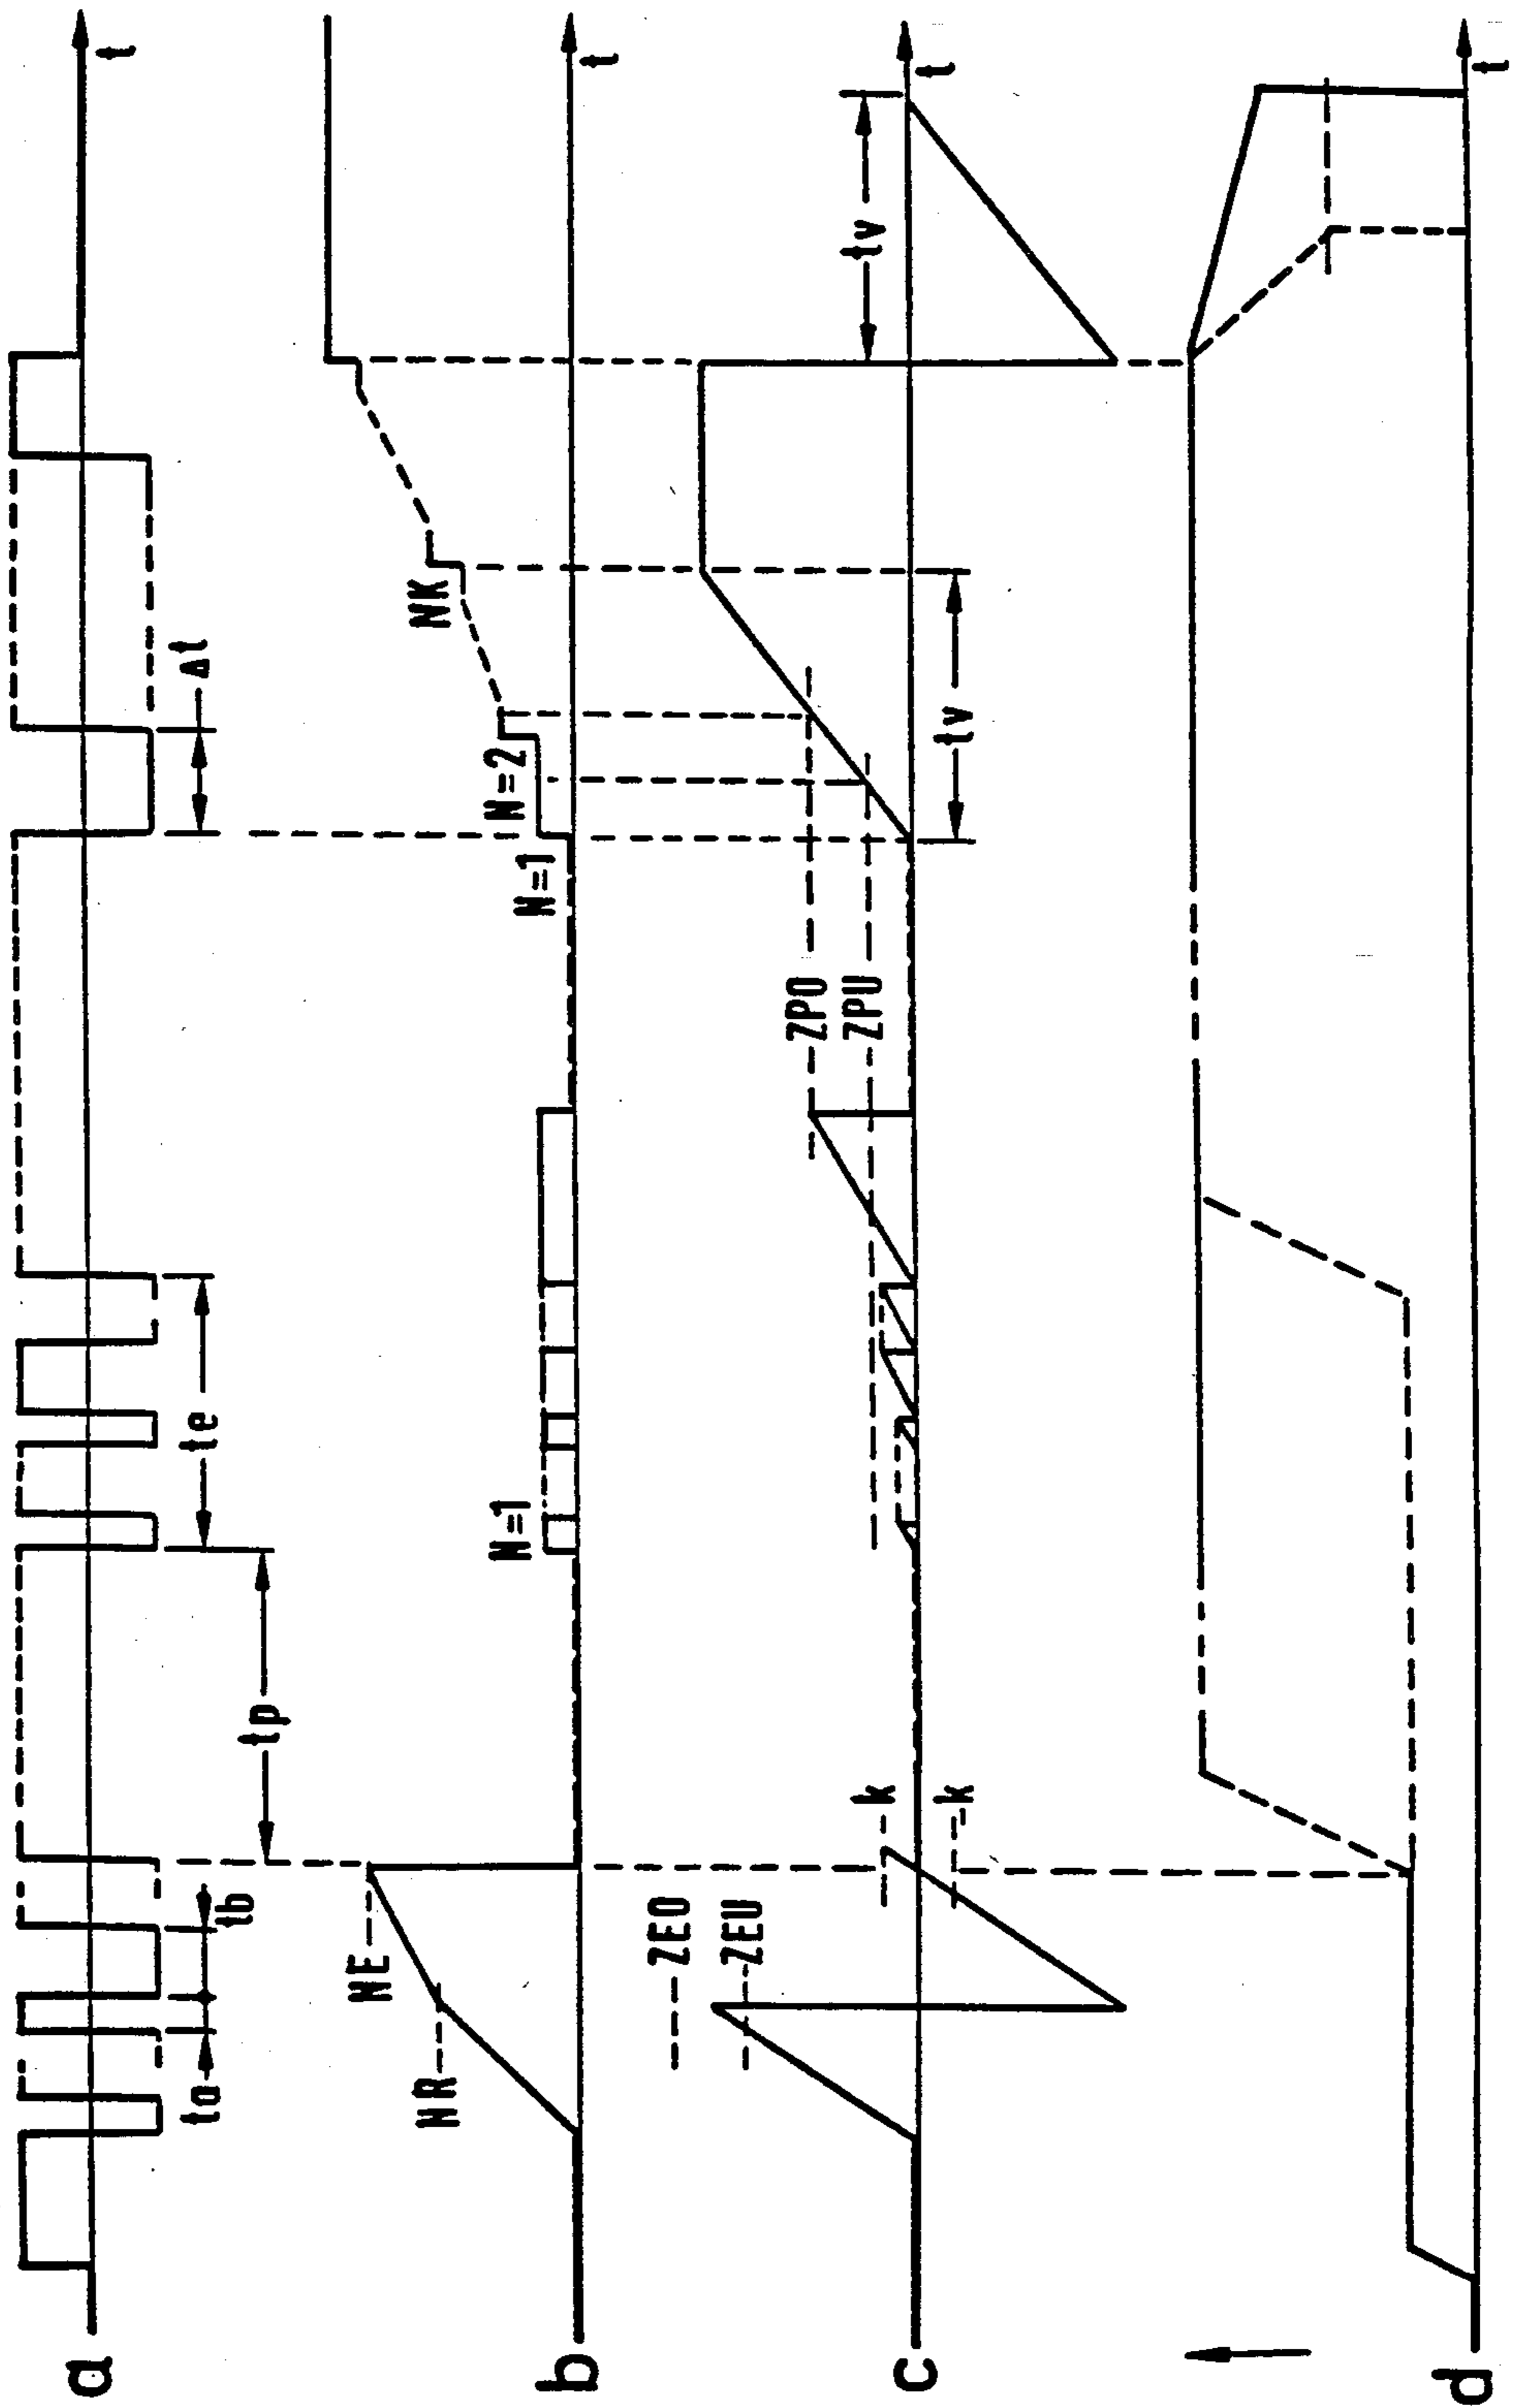 a
ta
tb
tp
te
Δt
t
b
NR
NE
N=1
N=1
N=2
NK
t
c
ZEO
ZEU
k
-k
ZPO
ZPU
tv
tv
t
d
t